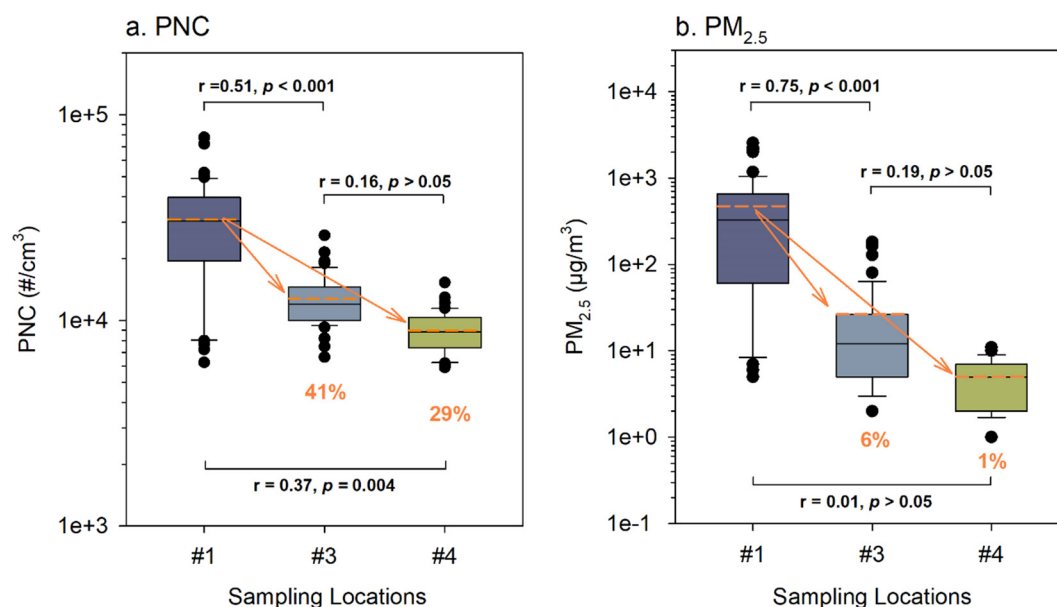 a. PNC
r =0.51, p < 0.001
r = 0.16, p > 0.05
1e+5
1e+4
1e+3
PNC (#/cm³)
41%
29%
r = 0.37, p = 0.004
#1
#3
#4
Sampling Locations
b. PM₂.₅
r = 0.75, p < 0.001
r = 0.19, p > 0.05
1e+4
1e+3
1e+2
1e+1
1e+0
1e-1
PM₂.₅ (µg/m³)
6%
1%
r = 0.01, p > 0.05
#1
#3
#4
Sampling Locations